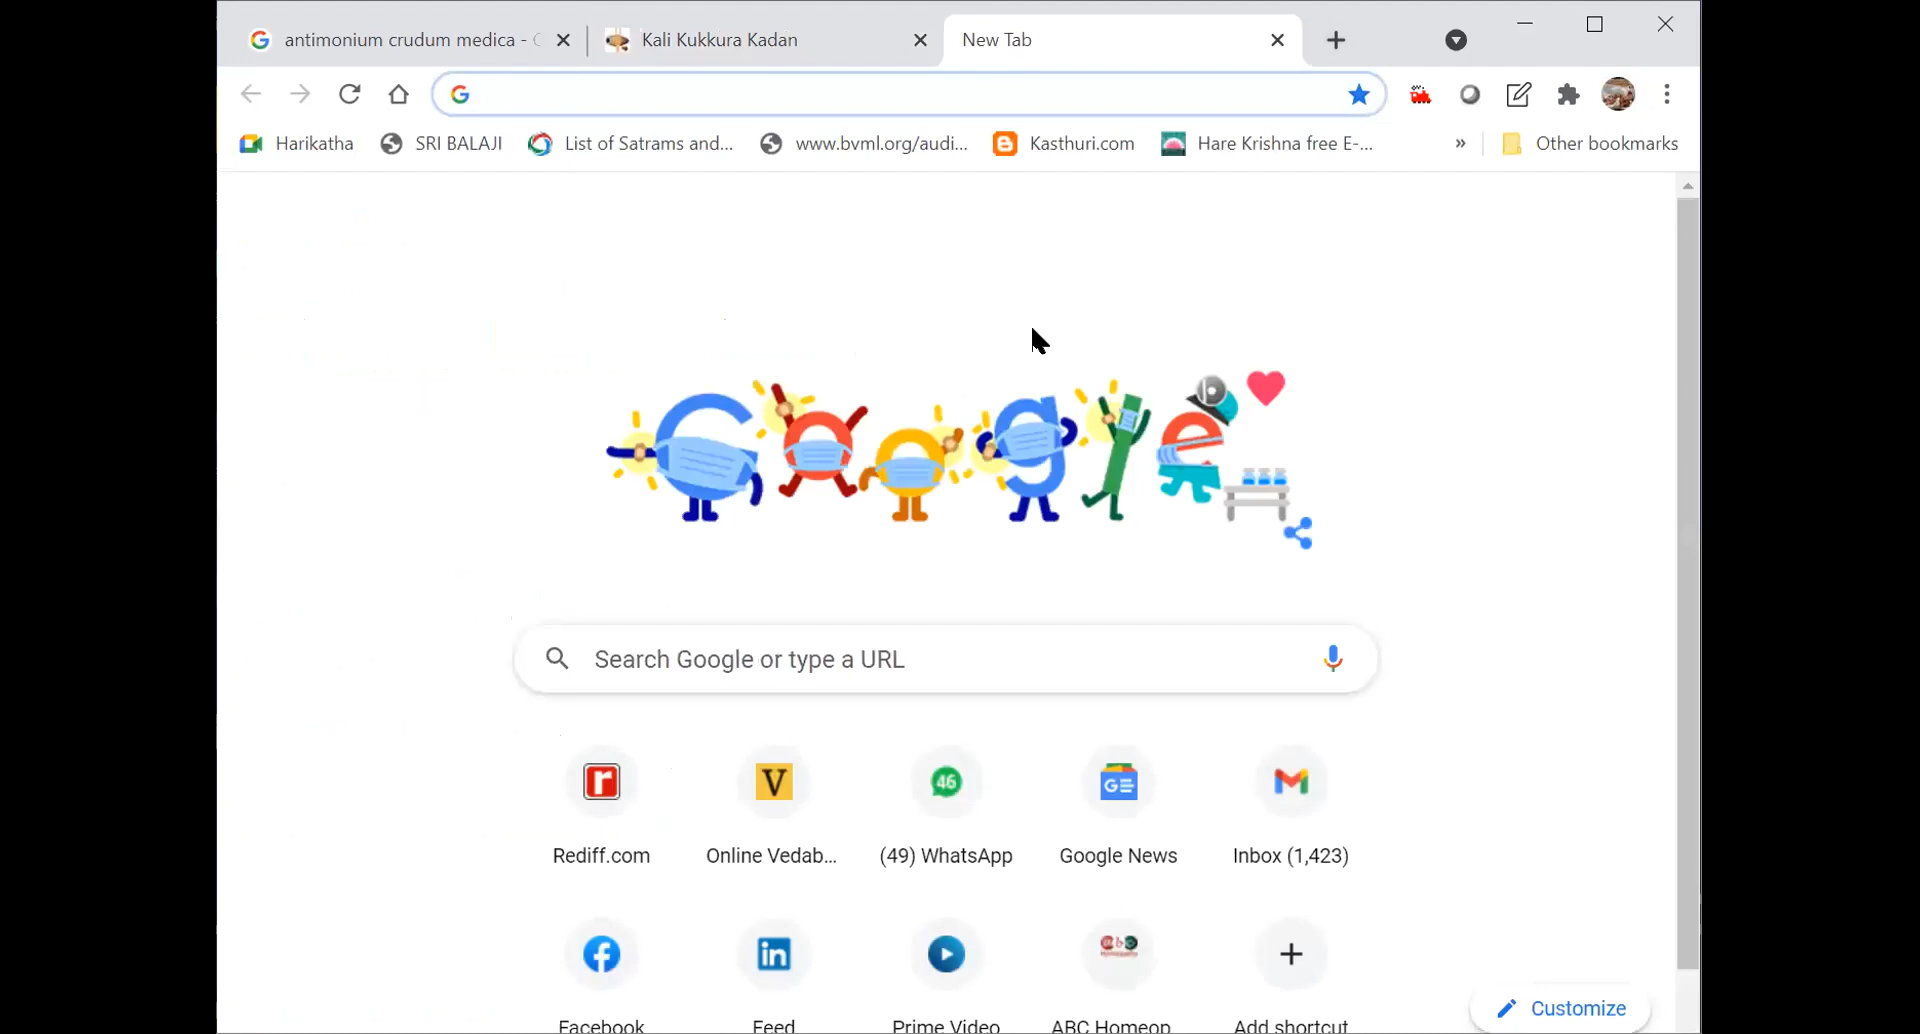 antimonium crudum medica - G
Kali Kukkura Kadan
New Tab
Harikatha
SRI BALAJI
List of Satrams and...
www.bvml.org/audi...
Kasthuri.com
Hare Krishna free E-...
»
Other bookmarks
Google
Search Google or type a URL
46
Rediff.com
Online Vedab...
(49) WhatsApp
Google News
Inbox (1,423)
Facebook
Feed
Prime Video
ABC Homeop
Add shortcut
Customize